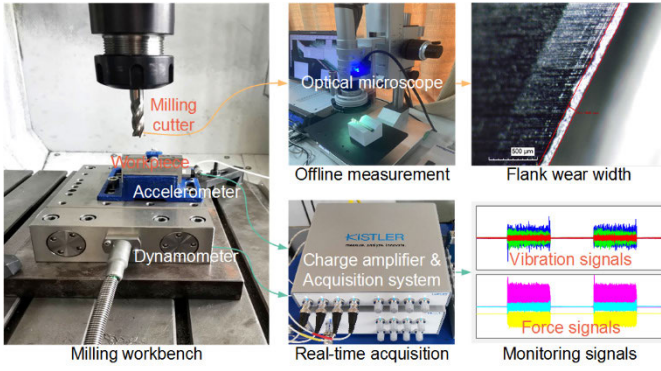 Milling
cutter
Workpiece
Accelerometer
Dynamometer
Milling workbench
Optical microscope
Offline measurement
500 µm
Flank wear width
KISTLER
Charge amplifier &
Acquisition system
Real-time acquisition
Vibration signals
Force signals
Monitoring signals